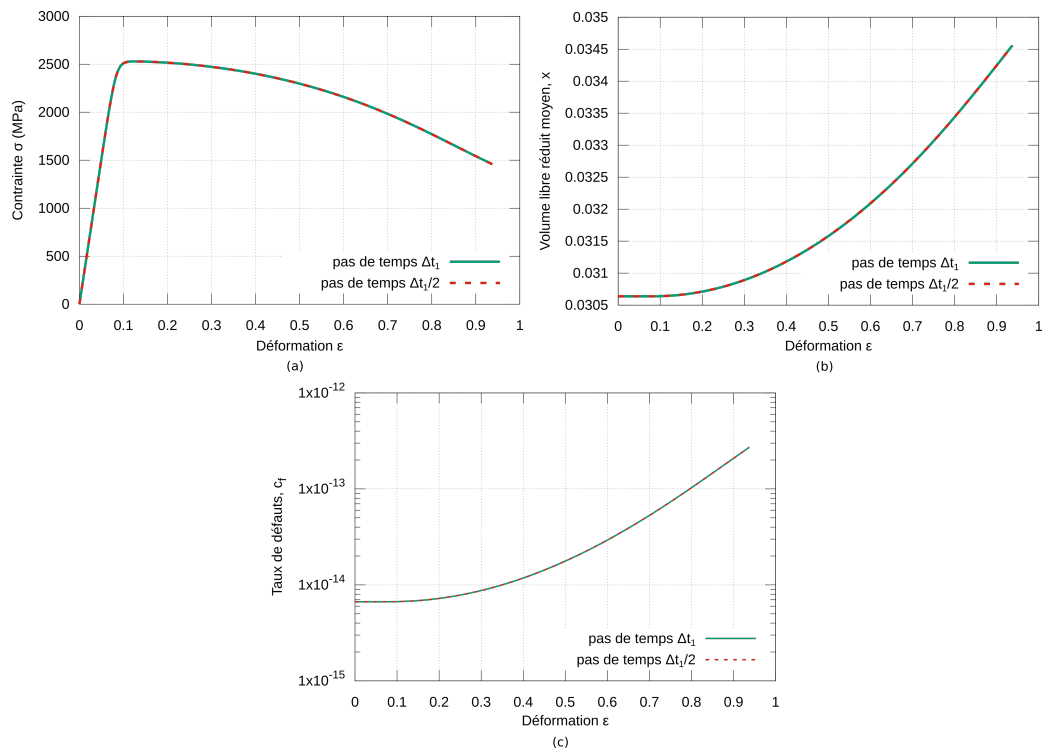 3000
2500
2000
1500
1000
500
0
Contrainte σ (MPa)
pas de temps Δt₁
pas de temps Δt₁/2
0 0.1 0.2 0.3 0.4 0.5 0.6 0.7 0.8 0.9 1
Déformation ε
(a)
0.035
0.0345
0.034
0.0335
0.033
0.0325
0.032
0.0315
0.031
0.0305
Volume libre réduit moyen, x
pas de temps Δt₁
pas de temps Δt₁/2
0 0.1 0.2 0.3 0.4 0.5 0.6 0.7 0.8 0.9 1
Déformation ε
(b)
1x10⁻¹²
1x10⁻¹³
1x10⁻¹⁴
1x10⁻¹⁵
Taux de défauts, c_f
pas de temps Δt₁
pas de temps Δt₁/2
0 0.1 0.2 0.3 0.4 0.5 0.6 0.7 0.8 0.9 1
Déformation ε
(c)